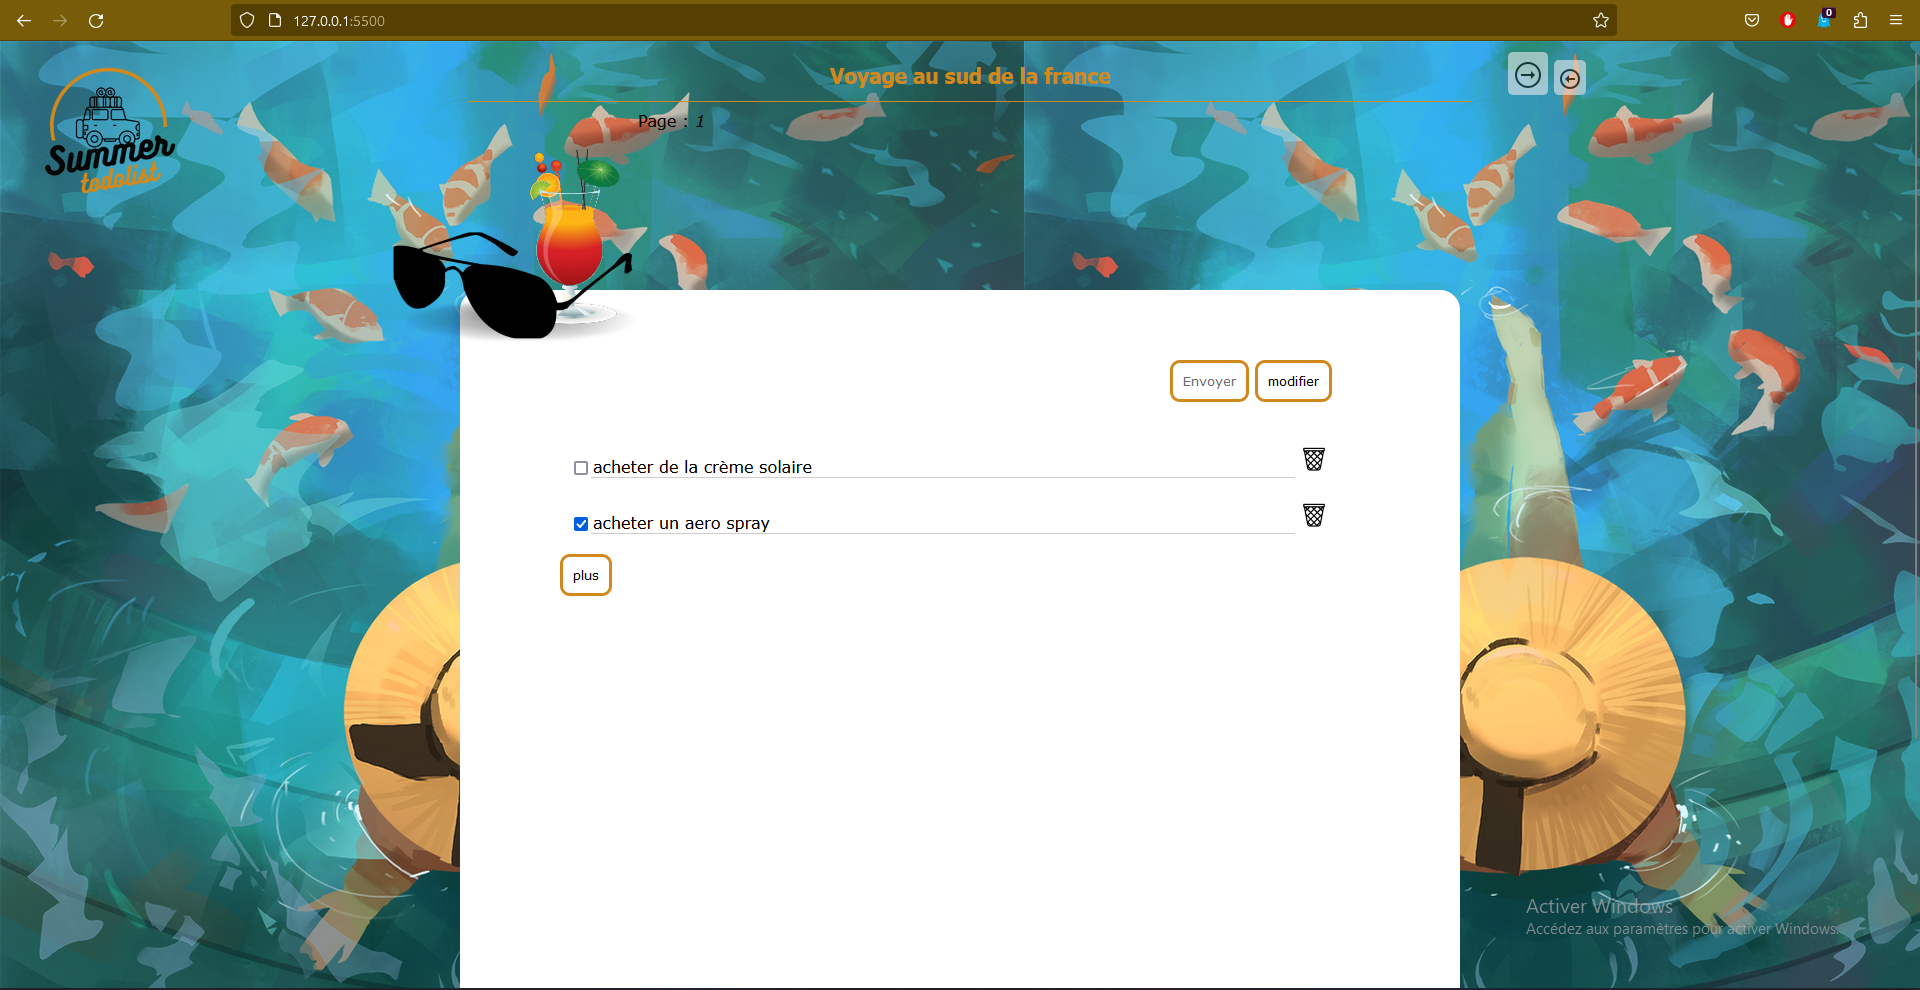 127.0.0.1:5500
0
Summer
todolist
Voyage au sud de la france
Page : 1
Envoyer modifier
acheter de la crème solaire
acheter un aero spray
plus
Activer Windows
Accédez aux paramètres pour activer Windows.